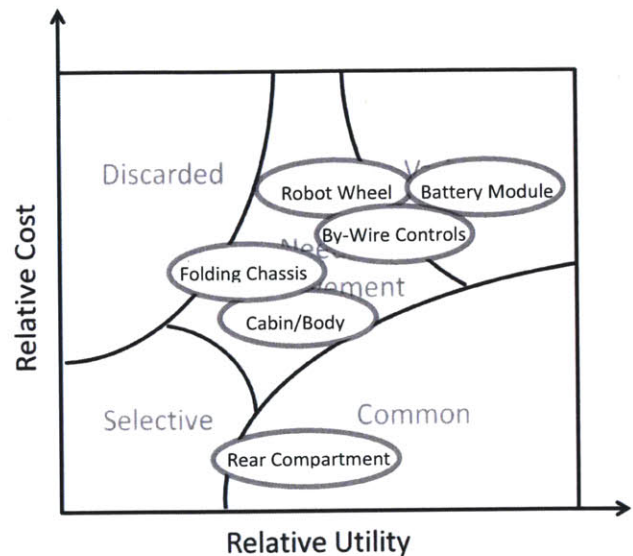 Discarded
Robot Wheel
Battery Module
By-Wire Controls
Folding Chassis
Cabin/Body
Selective
Common
Rear Compartment
Relative Cost
Relative Utility